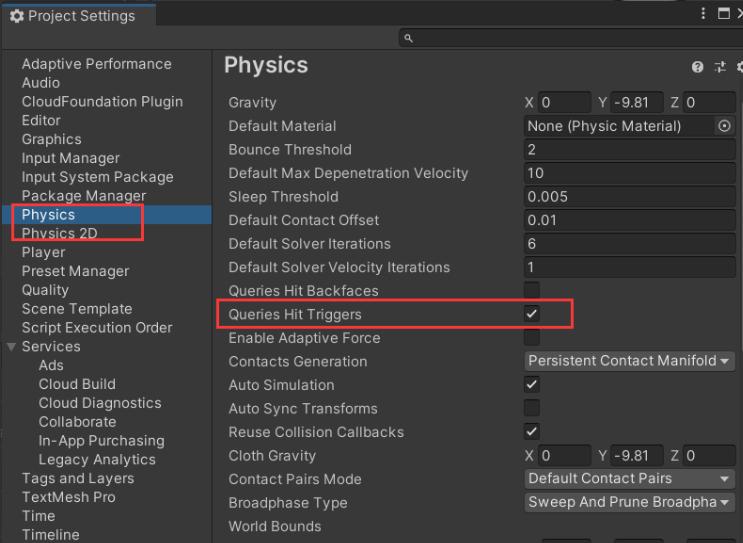 Project Settings
Adaptive Performance
Audio
CloudFoundation Plugin
Editor
Graphics
Input Manager
Input System Package
Package Manager
Physics
Physics 2D
Player
Preset Manager
Quality
Scene Template
Script Execution Order
Services
Ads
Cloud Build
Cloud Diagnostics
Collaborate
In-App Purchasing
Legacy Analytics
Tags and Layers
TextMesh Pro
Time
Timeline
Physics
Gravity X 0 Y -9.81 Z 0
Default Material None (Physic Material)
Bounce Threshold 2
Default Max Depenetration Velocity 10
Sleep Threshold 0.005
Default Contact Offset 0.01
Default Solver Iterations 6
Default Solver Velocity Iterations 1
Queries Hit Backfaces
Queries Hit Triggers
Enable Adaptive Force
Contacts Generation Persistent Contact Manifold
Auto Simulation
Auto Sync Transforms
Reuse Collision Callbacks
Cloth Gravity X 0 Y -9.81 Z 0
Contact Pairs Mode Default Contact Pairs
Broadphase Type Sweep And Prune Broadpha
World Bounds